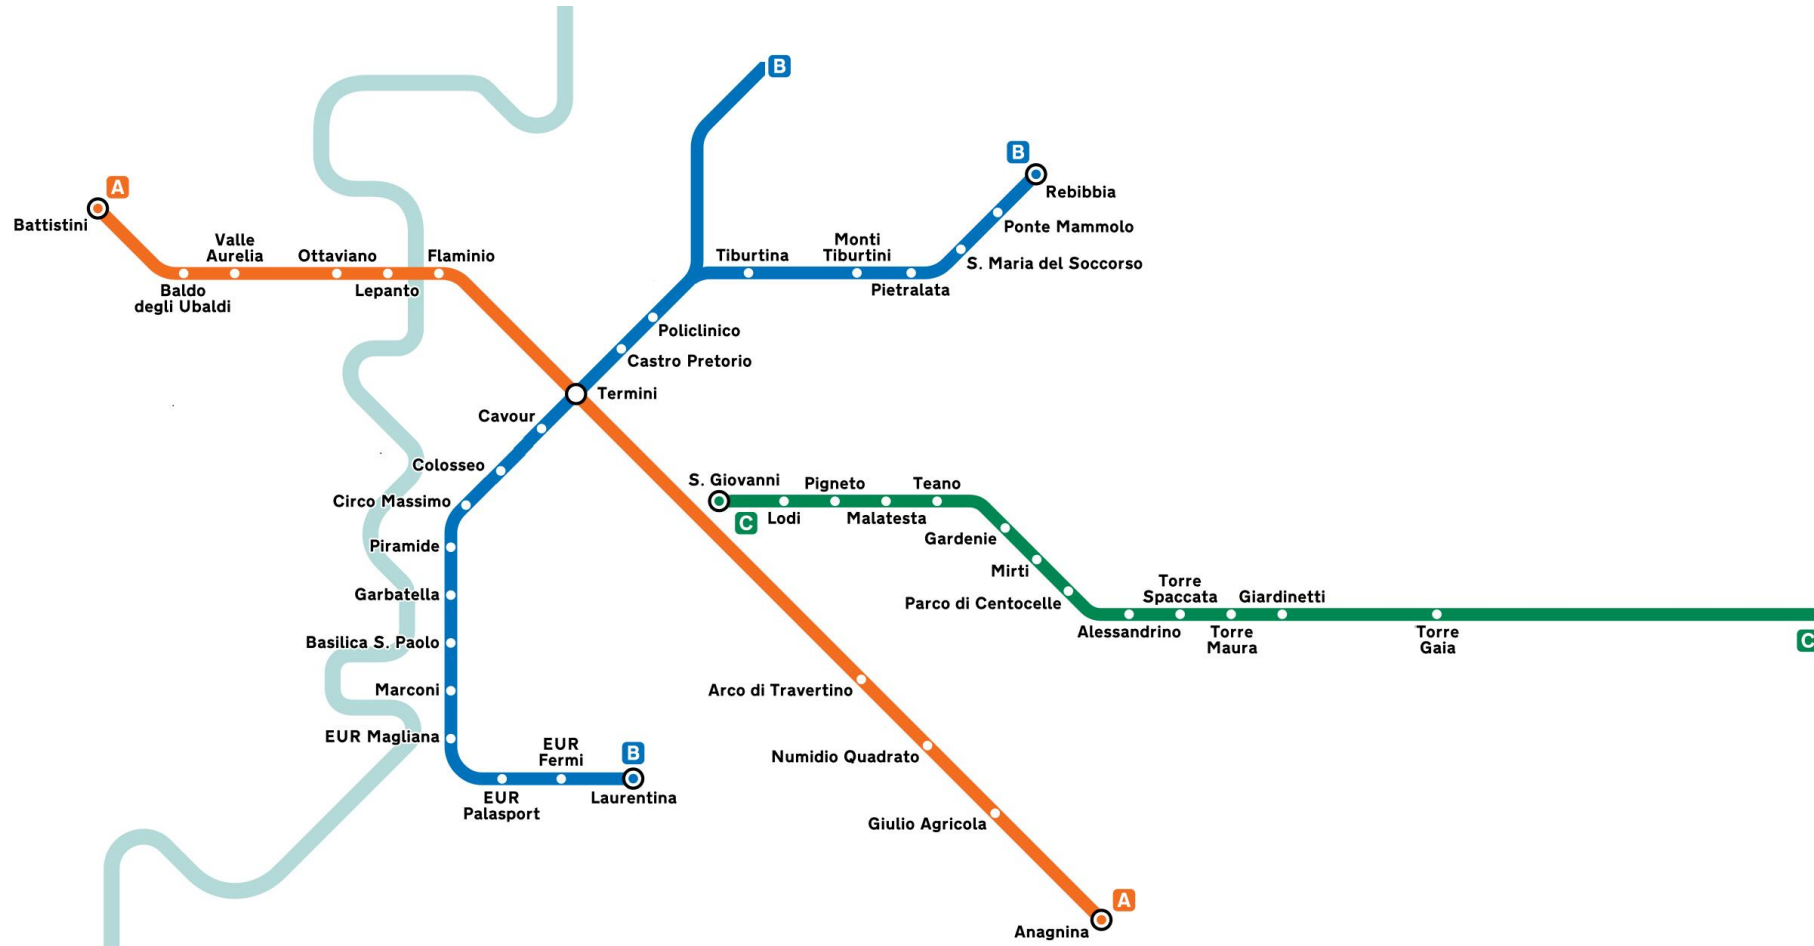 B
B
Rebibbia
A
Battistini
Ponte Mammolo
Valle
Aurelia
Ottaviano
Flaminio
Tiburtina
Monti
Tiburtini
S. Maria del Soccorso
Baldo
degli Ubaldi
Lepanto
Pietralata
Policlinico
Castro Pretorio
Termini
Cavour
Colosseo
Circo Massimo
S. Giovanni
Pigneto
Teano
C
Lodi
Malatesta
Gardenie
Piramide
Mirti
Garbatella
Parco di Centocelle
Torre
Spaccata
Giardinetti
Alessandrino
Torre
Maura
Torre
Gaia
C
Basilica S. Paolo
Marconi
Arco di Travertino
EUR Magliana
EUR
Fermi
B
Numidio Quadrato
EUR
Palasport
Laurentina
Giulio Agricola
A
Anagnina